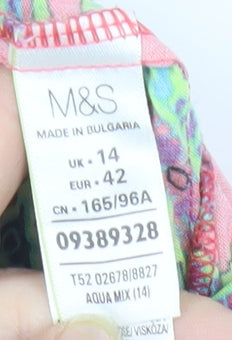 M&S
MADE IN BULGARIA
UK • 14
EUR • 42
CN • 165/96A
09389328
T52 02678/8827
AQUA MIX (14)